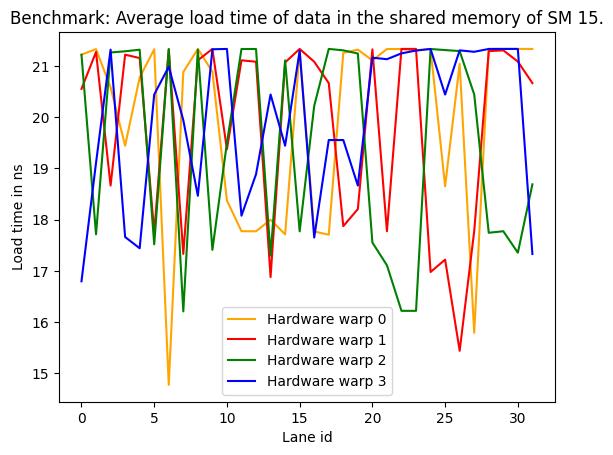 Benchmark: Average load time of data in the shared memory of SM 15.
Load time in ns
21
20
19
18
17
16
15
Hardware warp 0
Hardware warp 1
Hardware warp 2
Hardware warp 3
0 5 10 15 20 25 30
Lane id